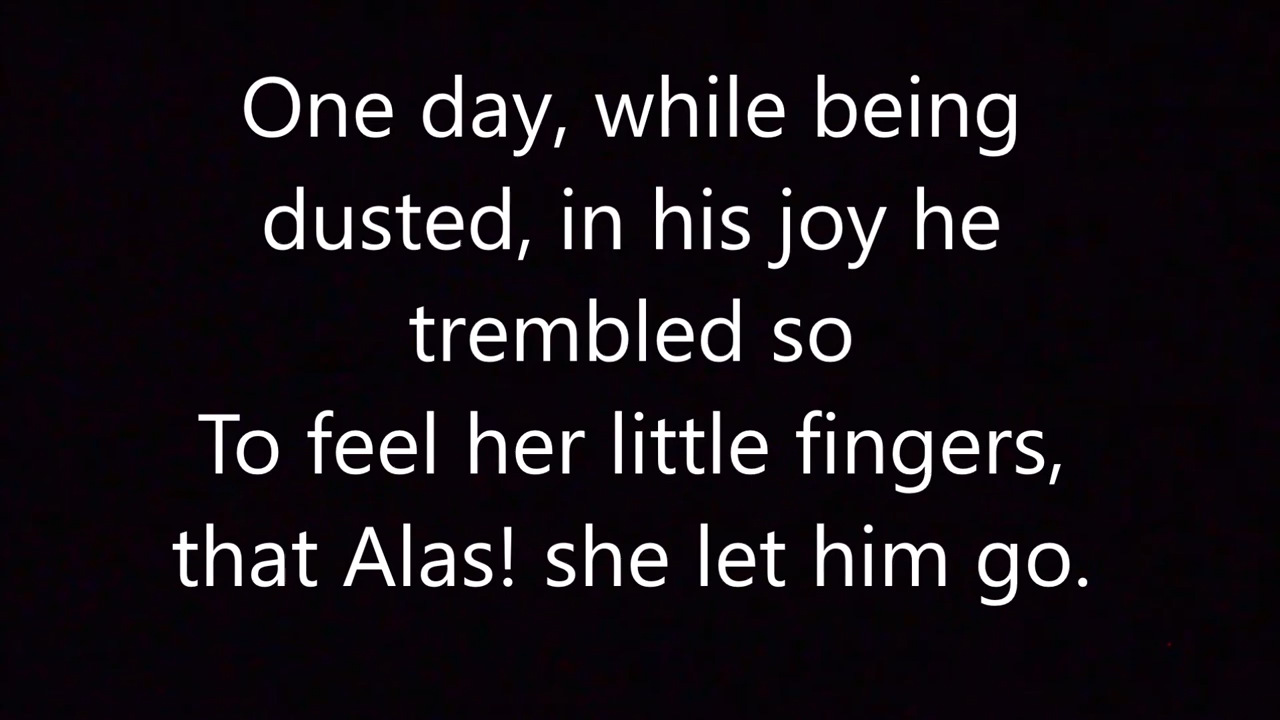 One day, while being
dusted, in his joy he
trembled so
To feel her little fingers,
that Alas! she let him go.